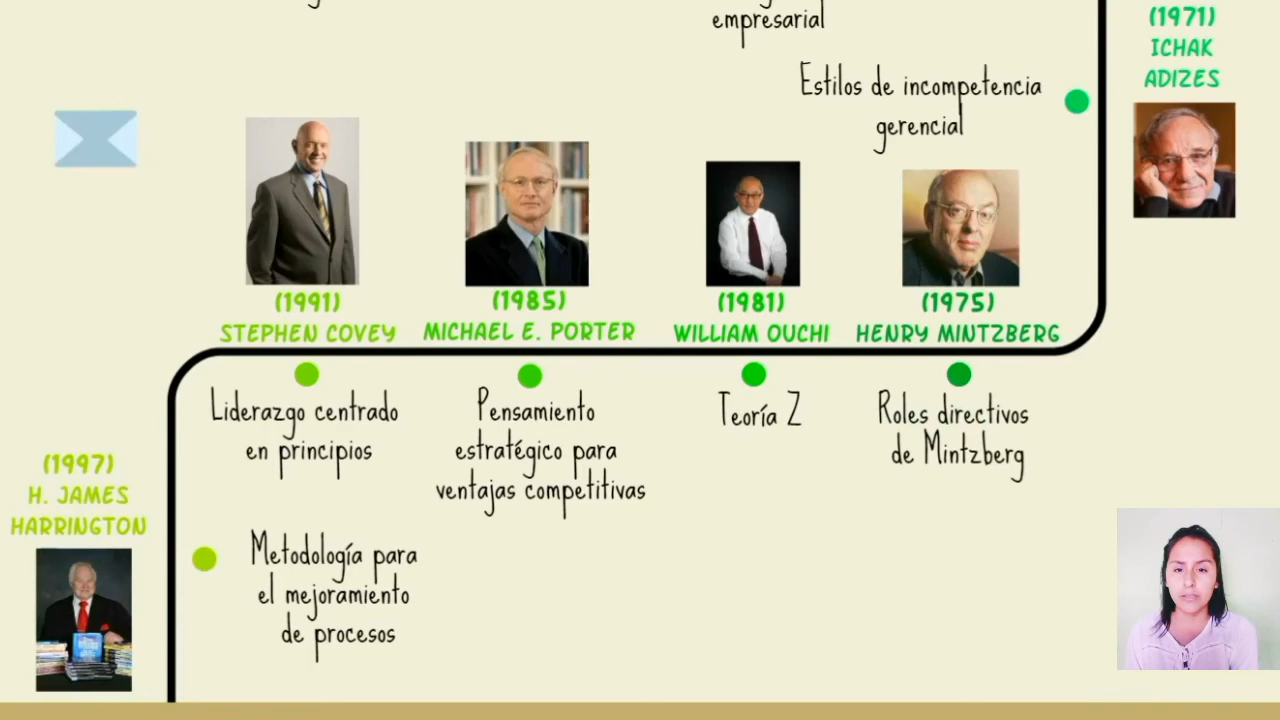 empresarial
(1971)
ICHAK
ADIZES
Estilos de incompetencia
gerencial
(1991)
STEPHEN COVEY
(1985)
MICHAEL E. PORTER
(1981)
WILLIAM OUCHI
(1975)
HENRY MINTZBERG
Liderazgo centrado
en principios
Pensamiento
estratégico para
ventajas competitivas
Teoría Z
Roles directivos
de Mintzberg
(1997)
H. JAMES
HARRINGTON
Metodología para
el mejoramiento
de procesos